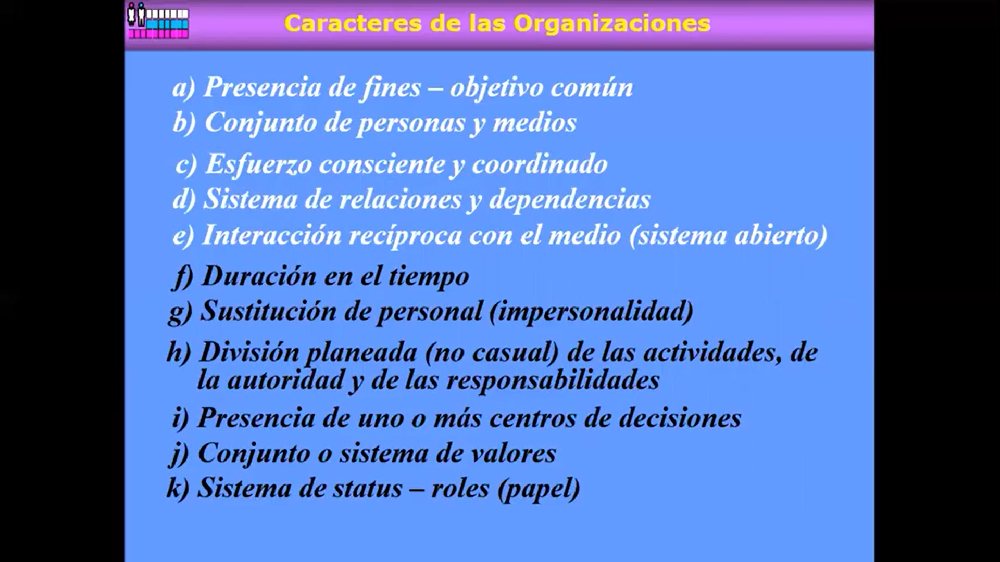 Caracteres de las Organizaciones
a) Presencia de fines – objetivo común
b) Conjunto de personas y medios
c) Esfuerzo consciente y coordinado
d) Sistema de relaciones y dependencias
e) Interacción recíproca con el medio (sistema abierto)
f) Duración en el tiempo
g) Sustitución de personal (impersonalidad)
h) División planeada (no casual) de las actividades, de
la autoridad y de las responsabilidades
i) Presencia de uno o más centros de decisiones
j) Conjunto o sistema de valores
k) Sistema de status – roles (papel)